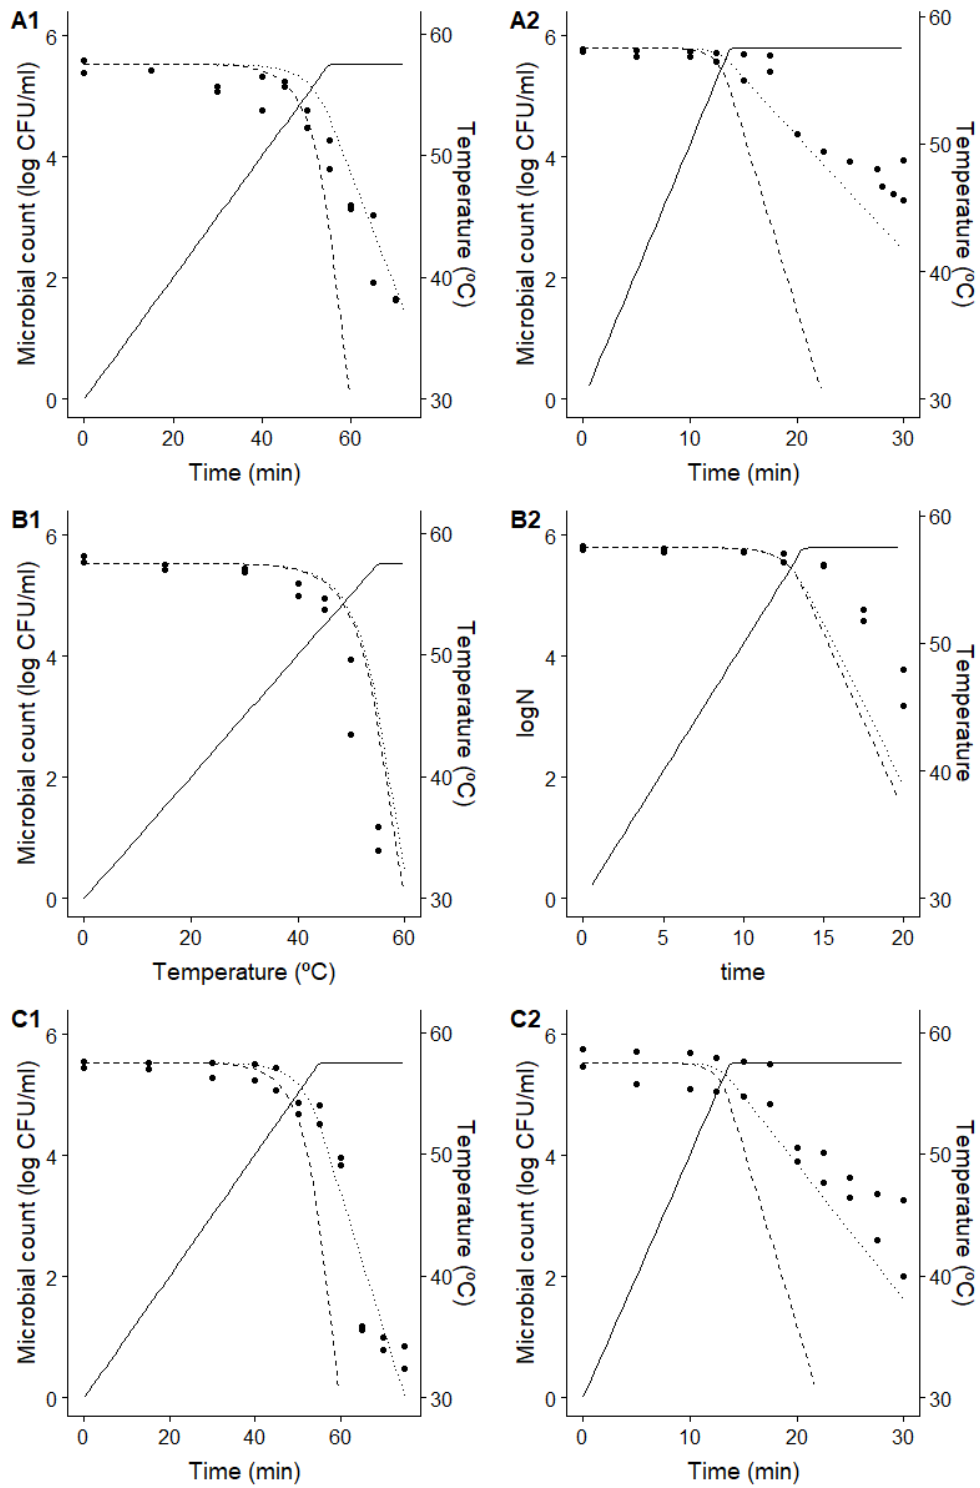 A1
Microbial count (log CFU/ml)
6
4
2
0
0 20 40 60
Time (min)
60
50
40
30
Temperature (ºC)
A2
Microbial count (log CFU/ml)
6
4
2
0
0 10 20 30
Time (min)
60
50
40
30
Temperature (ºC)
B1
Microbial count (log CFU/ml)
6
4
2
0
0 20 40 60
Temperature (ºC)
60
50
40
30
Temperature (ºC)
B2
logN
6
4
2
0
0 5 10 15 20
time
60
50
40
30
Temperature
C1
Microbial count (log CFU/ml)
6
4
2
0
0 20 40 60
Time (min)
60
50
40
30
Temperature (ºC)
C2
Microbial count (log CFU/ml)
6
4
2
0
0 10 20 30
Time (min)
60
50
40
30
Temperature (ºC)